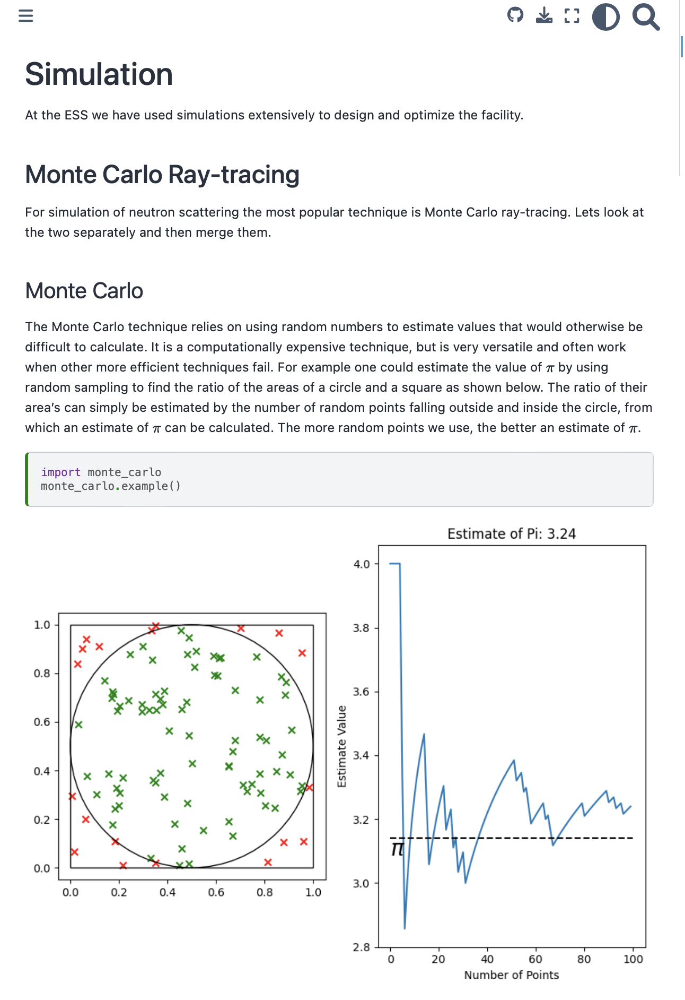 Simulation
At the ESS we have used simulations extensively to design and optimize the facility.
Monte Carlo Ray-tracing
For simulation of neutron scattering the most popular technique is Monte Carlo ray-tracing. Lets look at
the two separately and then merge them.
Monte Carlo
The Monte Carlo technique relies on using random numbers to estimate values that would otherwise be
difficult to calculate. It is a computationally expensive technique, but is very versatile and often work
when other more efficient techniques fail. For example one could estimate the value of π by using
random sampling to find the ratio of the areas of a circle and a square as shown below. The ratio of their
area’s can simply be estimated by the number of random points falling outside and inside the circle, from
which an estimate of π can be calculated. The more random points we use, the better an estimate of π.
import monte_carlo
monte_carlo.example()
1.0
0.8
0.6
0.4
0.2
0.0
0.0 0.2 0.4 0.6 0.8 1.0
Estimate of Pi: 3.24
Estimate Value
4.0
3.8
3.6
3.4
3.2
3.0
2.8
π
0 20 40 60 80 100
Number of Points